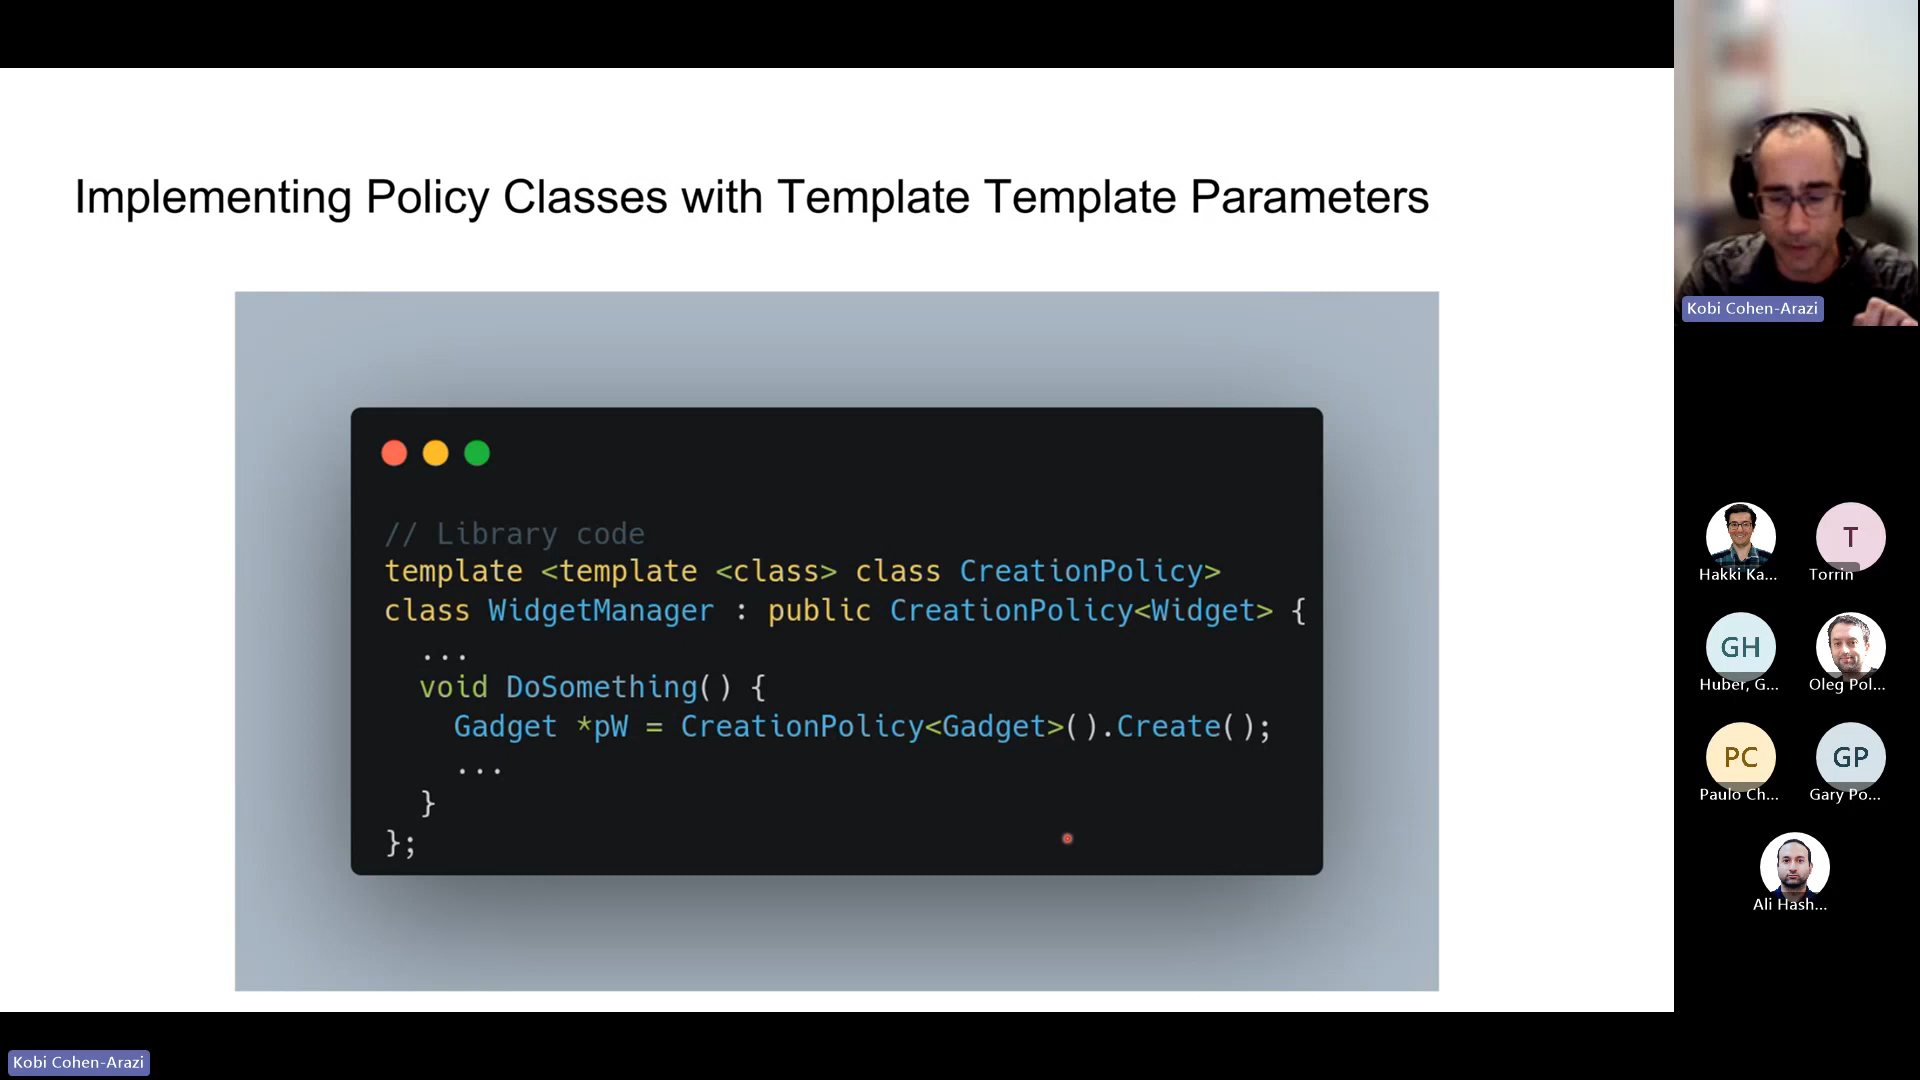 Implementing Policy Classes with Template Template Parameters
// Library code
template <template <class> class CreationPolicy>
class WidgetManager : public CreationPolicy<Widget> {
...
void DoSomething() {
Gadget *pW = CreationPolicy<Gadget>().Create();
...
}
};
Kobi Cohen-Arazi
Hakki Ka...
T
Torrin
GH
Huber, G...
Oleg Pol...
PC
Paulo Ch...
GP
Gary Po...
Ali Hash...
Kobi Cohen-Arazi